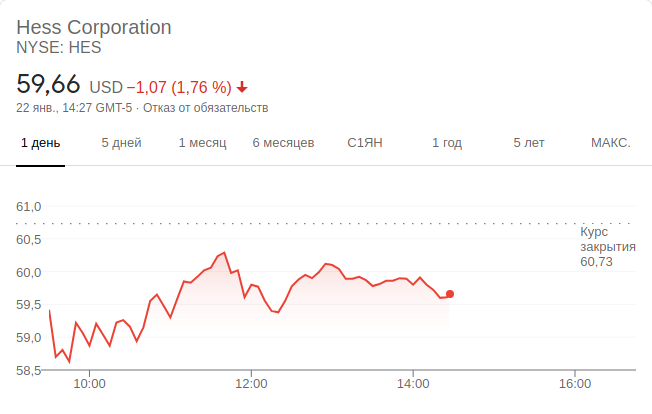 Hess Corporation
NYSE: HES
59,66 USD −1,07 (1,76 %)
22 янв., 14:27 GMT-5 · Отказ от обязательств
1 день 5 дней 1 месяц 6 месяцев С1ЯН 1 год 5 лет МАКС.
61,0
Курс
закрытия
60,73
60,5
60,0
59,5
59,0
58,5
10:00 12:00 14:00 16:00